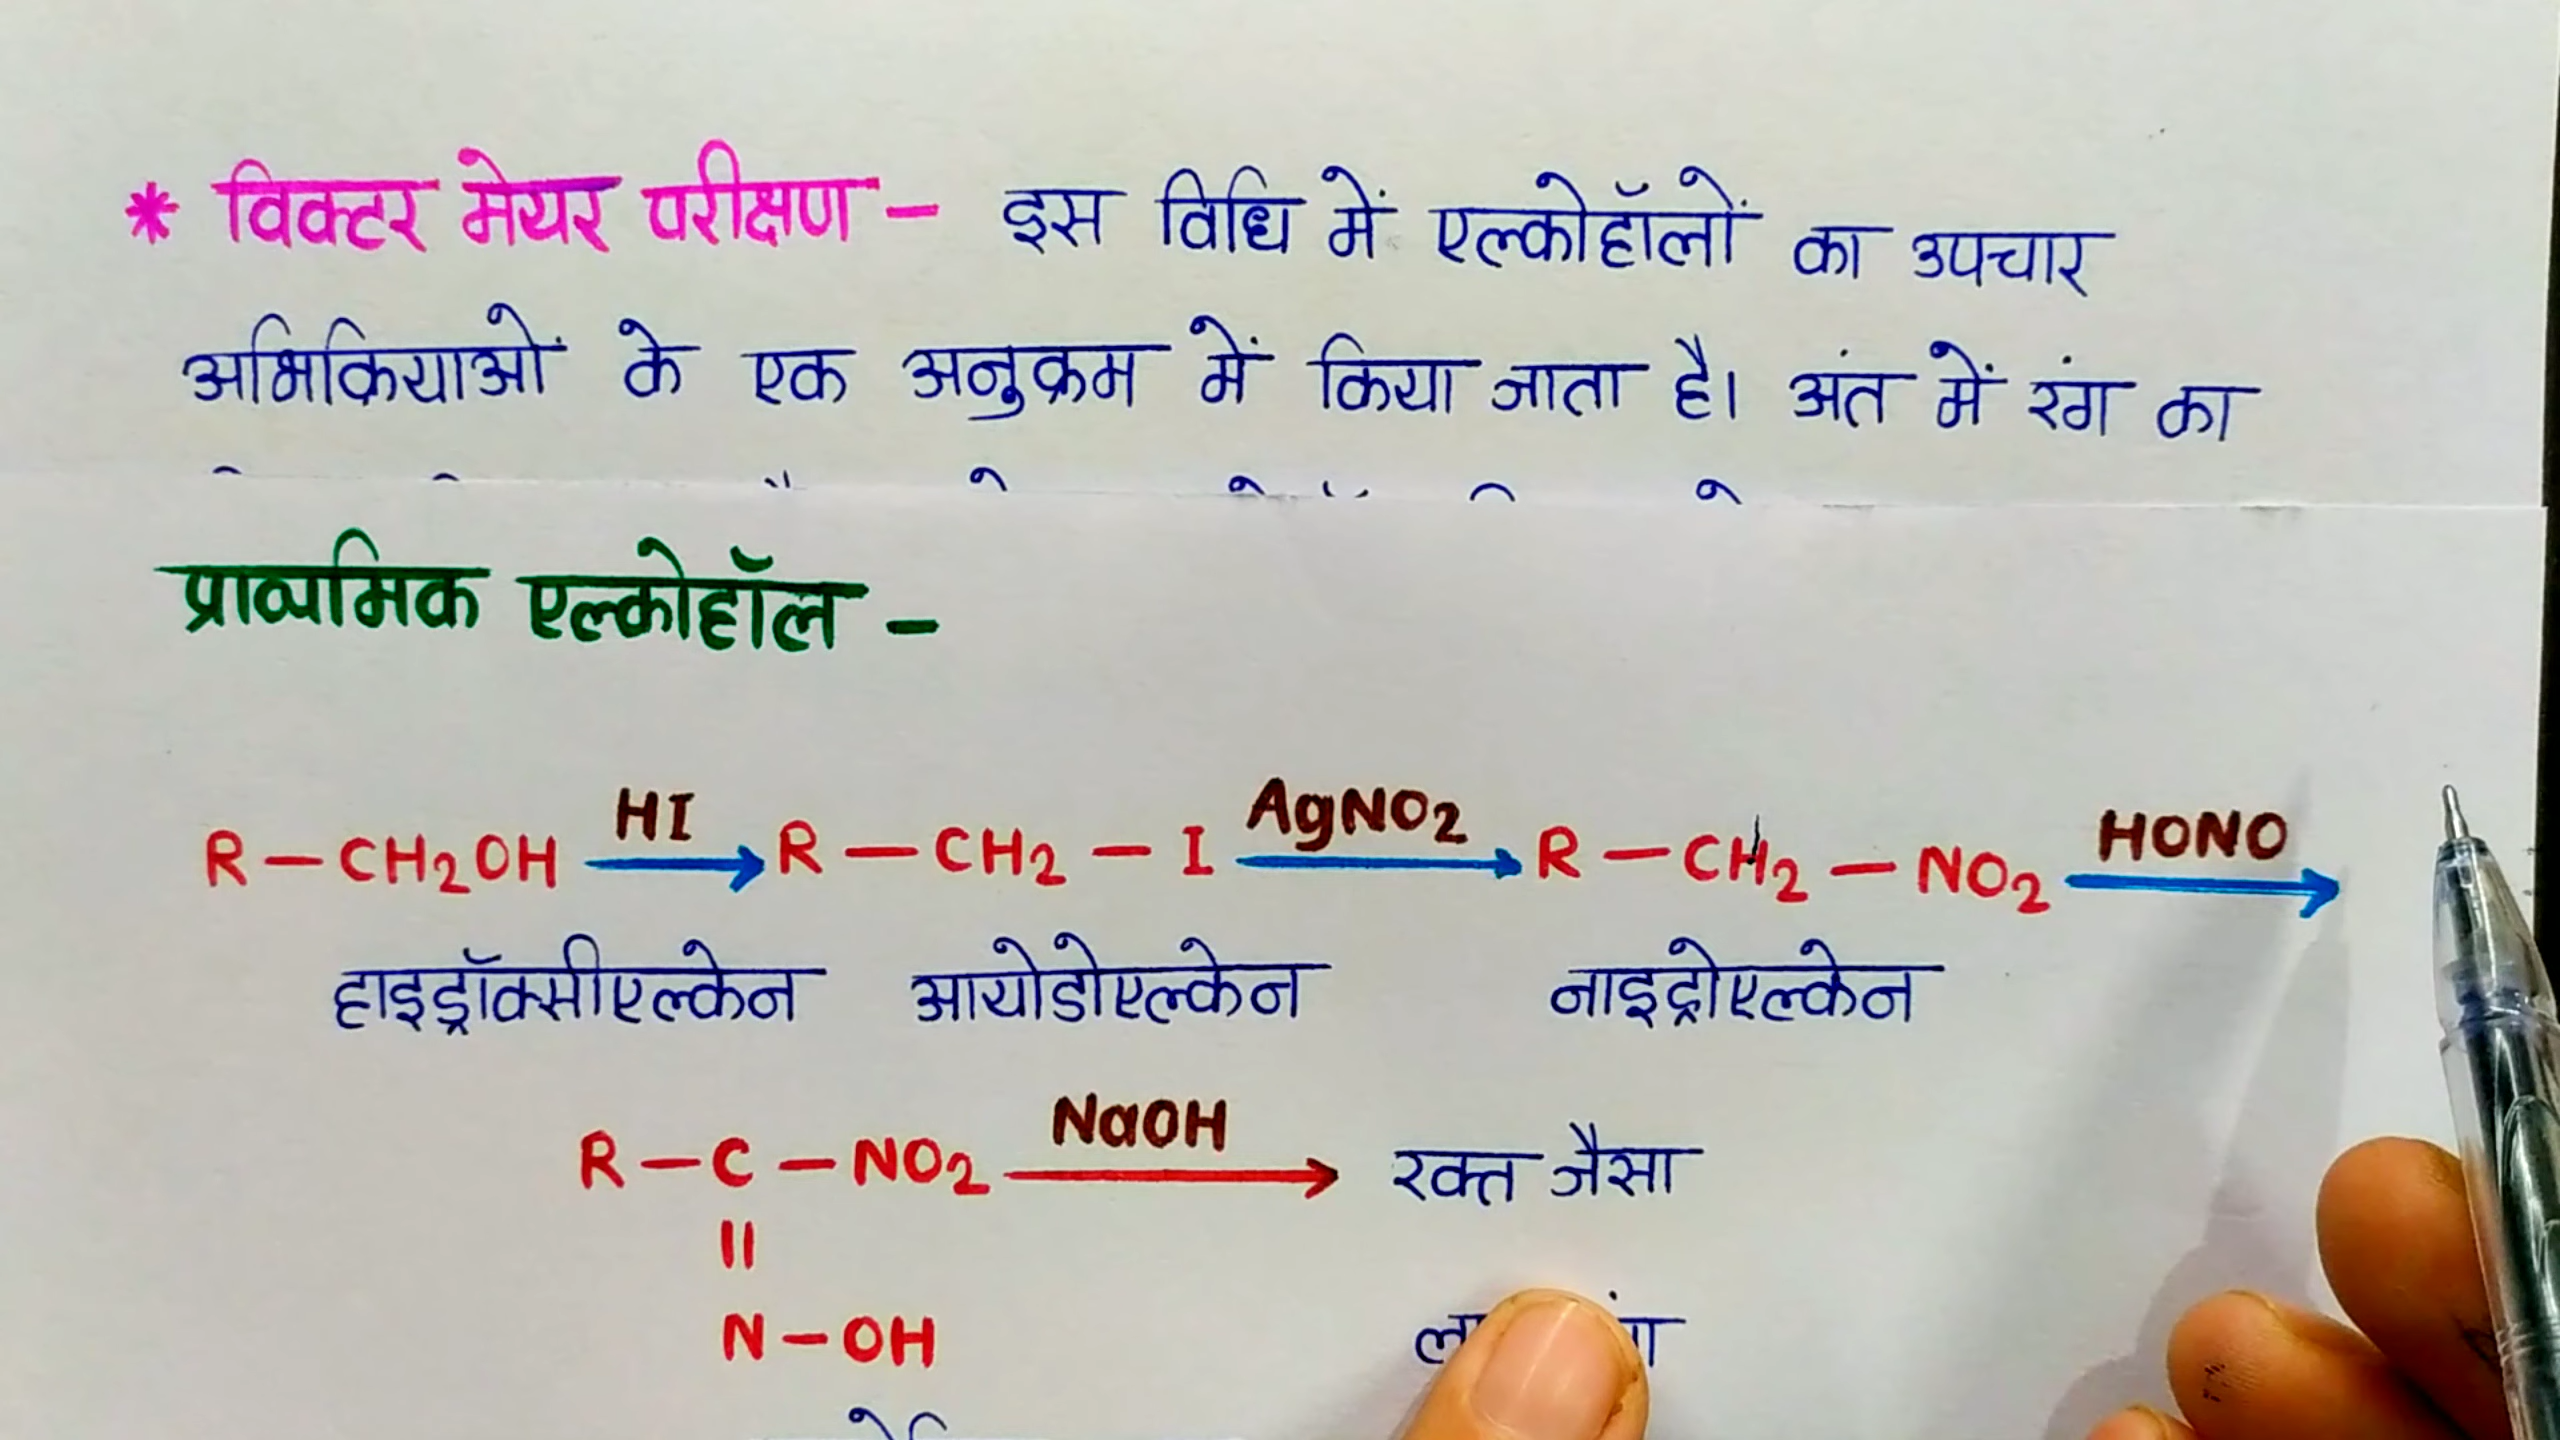 * विक्टर मेयर परीक्षण - इस विधि में एल्कोहॉलों का उपचार
अभिक्रियाओं के एक अनुक्रम में किया जाता है। अंत में रंग का
प्राथमिक एल्कोहॉल -
R - CH2OH HI → R - CH2 - I AgNO2 → R - CH2 - NO2 HONO →
हाइड्रॉक्सीएल्केन आयोडोएल्केन नाइट्रोएल्केन
R - C - NO2 NaOH → रक्त जैसा
||
N - OH